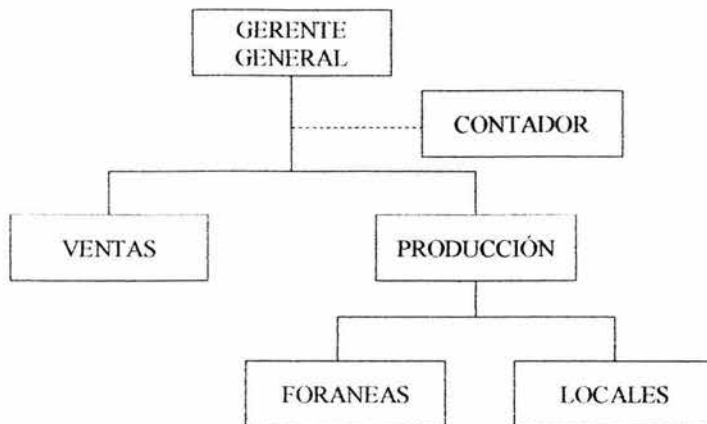 GERENTE
GENERAL
CONTADOR
VENTAS
PRODUCCIÓN
FORANEAS
LOCALES